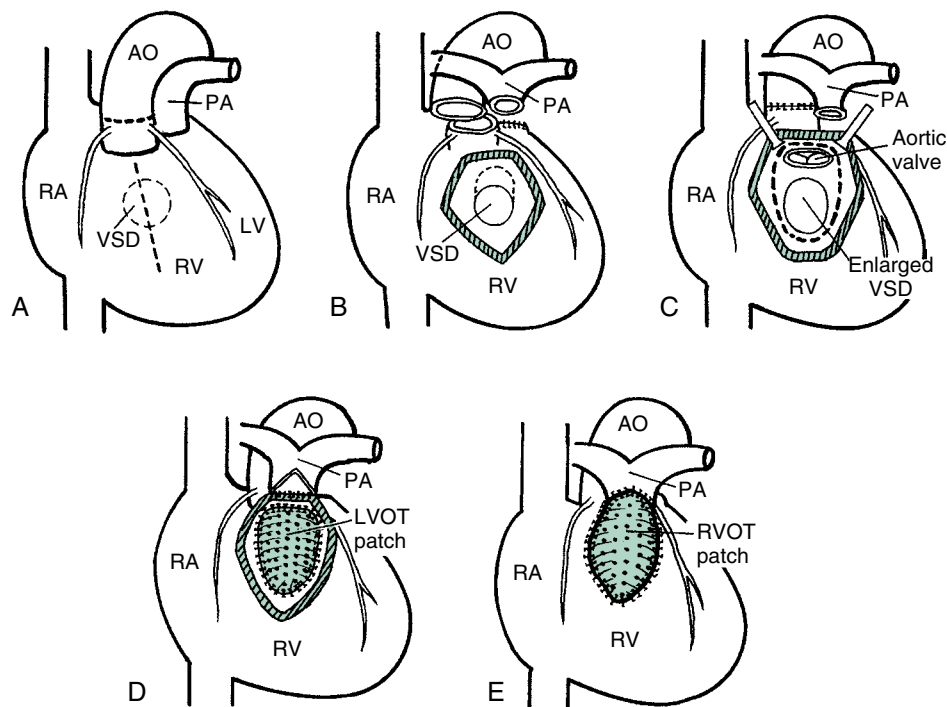 AO
PA
RA
VSD
LV
RV
A
AO
PA
RA
VSD
RV
B
AO
PA
Aortic
valve
RA
Enlarged
VSD
RV
C
AO
PA
LVOT
patch
RA
RV
D
AO
PA
RVOT
patch
RA
RV
E